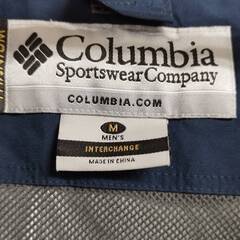 Columbia
Sportswear Company
COLUMBIA.COM
M
MEN'S
INTERCHANGE
MADE IN CHINA